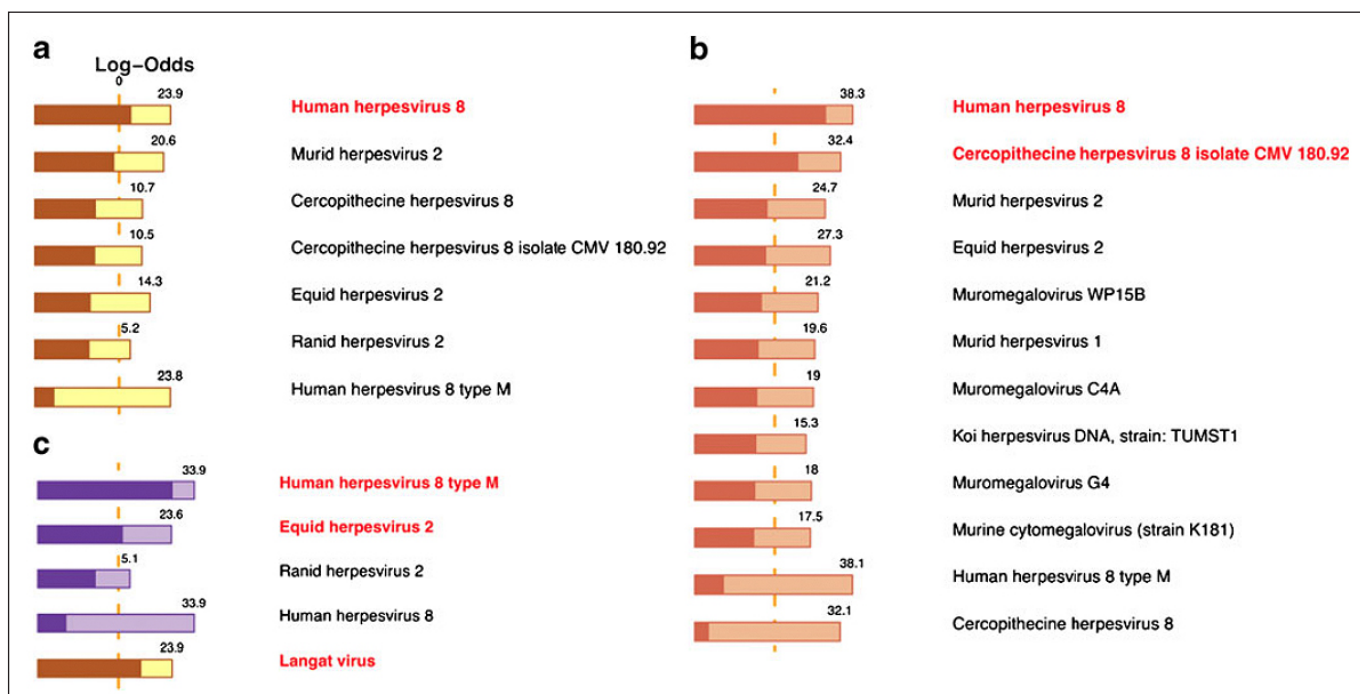 a
Log-Odds
0
23.9
Human herpesvirus 8
20.6
Murid herpesvirus 2
10.7
Cercopithecine herpesvirus 8
10.5
Cercopithecine herpesvirus 8 isolate CMV 180.92
14.3
Equid herpesvirus 2
5.2
Ranid herpesvirus 2
23.8
Human herpesvirus 8 type M
c
33.9
Human herpesvirus 8 type M
23.6
Equid herpesvirus 2
5.1
Ranid herpesvirus 2
33.9
Human herpesvirus 8
23.9
Langat virus
b
38.3
Human herpesvirus 8
32.4
Cercopithecine herpesvirus 8 isolate CMV 180.92
24.7
Murid herpesvirus 2
27.3
Equid herpesvirus 2
21.2
Muromegalovirus WP15B
19.6
Murid herpesvirus 1
19
Muromegalovirus C4A
15.3
Koi herpesvirus DNA, strain: TUMST1
18
Muromegalovirus G4
17.5
Murine cytomegalovirus (strain K181)
38.1
Human herpesvirus 8 type M
32.1
Cercopithecine herpesvirus 8